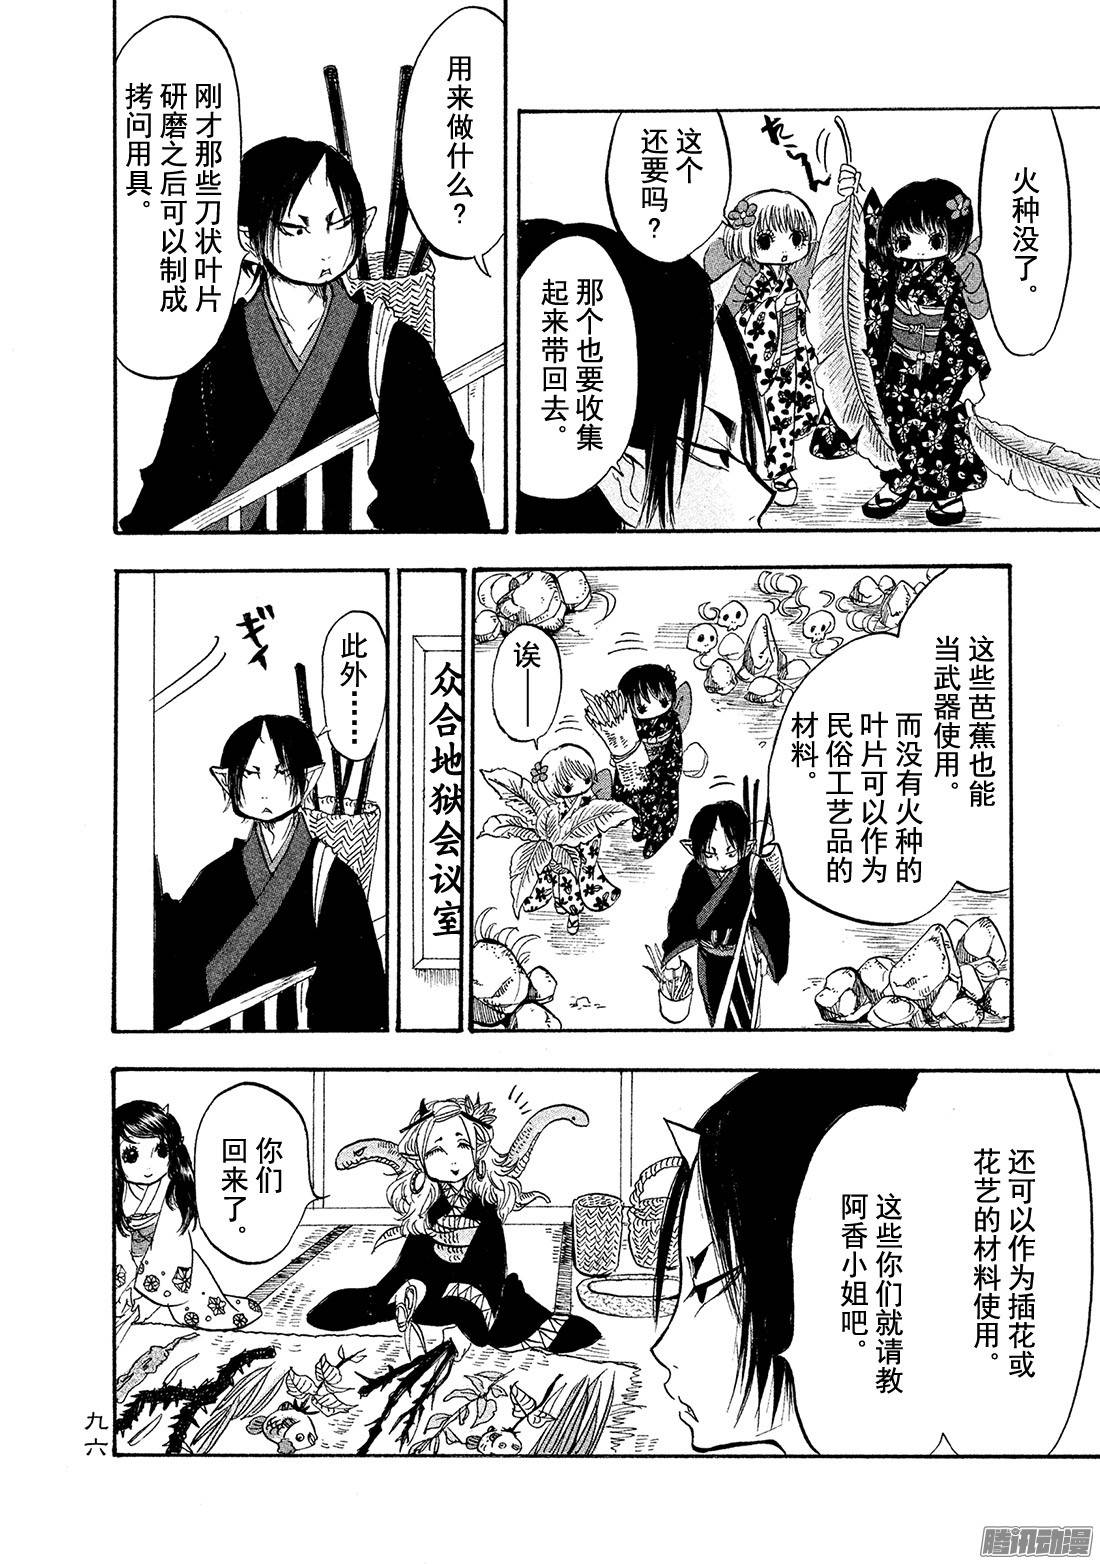 火种没了。
たらん
这个
还要吗？
那个也要收集
起来带回去。
用来做什么？
刚才那些刀状叶片
研磨之后可以制成
拷问用具。
这些芭蕉也能
当武器使用。
而没有火种的
叶片可以作为
民俗工艺品的
材料。
诶——
众合地狱会议室
此外……
ギィ
还可以作为插花或
花艺的材料使用。
这些你们就请教
阿香小姐吧。
你们
回来了。
九六
腾讯动漫